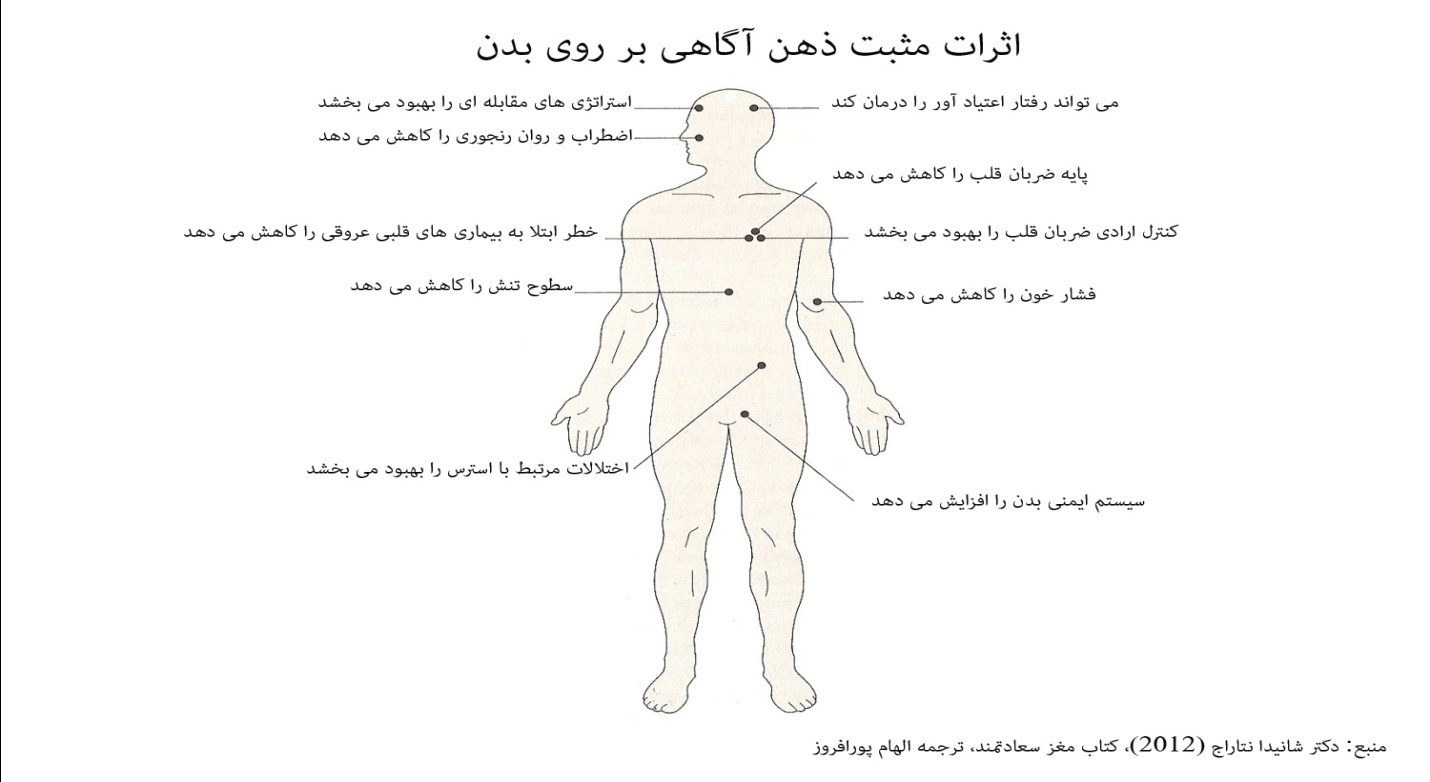 اثرات مثبت ذهن آگاهی بر روی بدن
می تواند رفتار اعتیاد آور را درمان کند
استراتژی های مقابله ای را بهبود می بخشد
اضطراب و روان رنجوری را کاهش می دهد
پایه ضربان قلب را کاهش می دهد
کنترل ارادی ضربان قلب را بهبود می بخشد
خطر ابتلا به بیماری های قلبی عروقی را کاهش می دهد
سطوح تنش را کاهش می دهد
فشار خون را کاهش می دهد
اختلالات مرتبط با استرس را بهبود می بخشد
سیستم ایمنی بدن را افزایش می دهد
منبع: دکتر شانیدا نتاراج (2012)، کتاب مغز سعادتمند، ترجمه الهام پورافروز